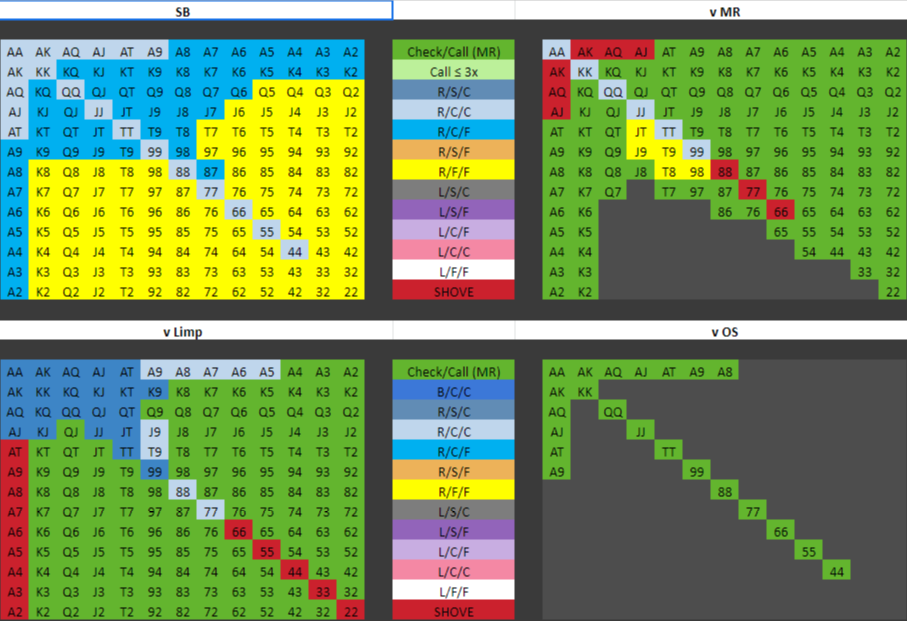 SB v MR
AA AK AQ AJ AT A9 A8 A7 A6 A5 A4 A3 A2 Check/Call (MR) AA AK AQ AJ AT A9 A8 A7 A6 A5 A4 A3 A2
AK KK KQ KJ KT K9 K8 K7 K6 K5 K4 K3 K2 Call ≤ 3x AK KK KQ KJ KT K9 K8 K7 K6 K5 K4 K3 K2
AQ KQ QQ QJ QT Q9 Q8 Q7 Q6 Q5 Q4 Q3 Q2 R/S/C AQ KQ QQ QJ QT Q9 Q8 Q7 Q6 Q5 Q4 Q3 Q2
AJ KJ QJ JJ JT J9 J8 J7 J6 J5 J4 J3 J2 R/C/C AJ KJ QJ JJ JT J9 J8 J7 J6 J5 J4 J3 J2
AT KT QT JT TT T9 T8 T7 T6 T5 T4 T3 T2 R/C/F AT KT QT JT TT T9 T8 T7 T6 T5 T4 T3 T2
A9 K9 Q9 J9 T9 99 98 97 96 95 94 93 92 R/S/F A9 K9 Q9 J9 T9 99 98 97 96 95 94 93 92
A8 K8 Q8 J8 T8 98 88 87 86 85 84 83 82 R/F/F A8 K8 Q8 J8 T8 98 88 87 86 85 84 83 82
A7 K7 Q7 J7 T7 97 87 77 76 75 74 73 72 L/S/C A7 K7 Q7 T7 97 87 77 76 75 74 73 72
A6 K6 Q6 J6 T6 96 86 76 66 65 64 63 62 L/S/F A6 K6 86 76 66 65 64 63 62
A5 K5 Q5 J5 T5 95 85 75 65 55 54 53 52 L/C/F A5 K5 65 55 54 53 52
A4 K4 Q4 J4 T4 94 84 74 64 54 44 43 42 L/C/C A4 K4 54 44 43 42
A3 K3 Q3 J3 T3 93 83 73 63 53 43 33 32 L/F/F A3 K3 33 32
A2 K2 Q2 J2 T2 92 82 72 62 52 42 32 22 SHOVE A2 K2 22
v Limp v OS
AA AK AQ AJ AT A9 A8 A7 A6 A5 A4 A3 A2 Check/Call (MR) AA AK AQ AJ AT A9 A8
AK KK KQ KJ KT K9 K8 K7 K6 K5 K4 K3 K2 B/C/C AK KK
AQ KQ QQ QJ QT Q9 Q8 Q7 Q6 Q5 Q4 Q3 Q2 R/S/C AQ QQ
AJ KJ QJ JJ JT J9 J8 J7 J6 J5 J4 J3 J2 R/C/C AJ JJ
AT KT QT JT TT T9 T8 T7 T6 T5 T4 T3 T2 R/C/F AT TT
A9 K9 Q9 J9 T9 99 98 97 96 95 94 93 92 R/S/F A9 99
A8 K8 Q8 J8 T8 98 88 87 86 85 84 83 82 R/F/F 88
A7 K7 Q7 J7 T7 97 87 77 76 75 74 73 72 L/S/C 77
A6 K6 Q6 J6 T6 96 86 76 66 65 64 63 62 L/S/F 66
A5 K5 Q5 J5 T5 95 85 75 65 55 54 53 52 L/C/F 55
A4 K4 Q4 J4 T4 94 84 74 64 54 44 43 42 L/C/C 44
A3 K3 Q3 J3 T3 93 83 73 63 53 43 33 32 L/F/F
A2 K2 Q2 J2 T2 92 82 72 62 52 42 32 22 SHOVE